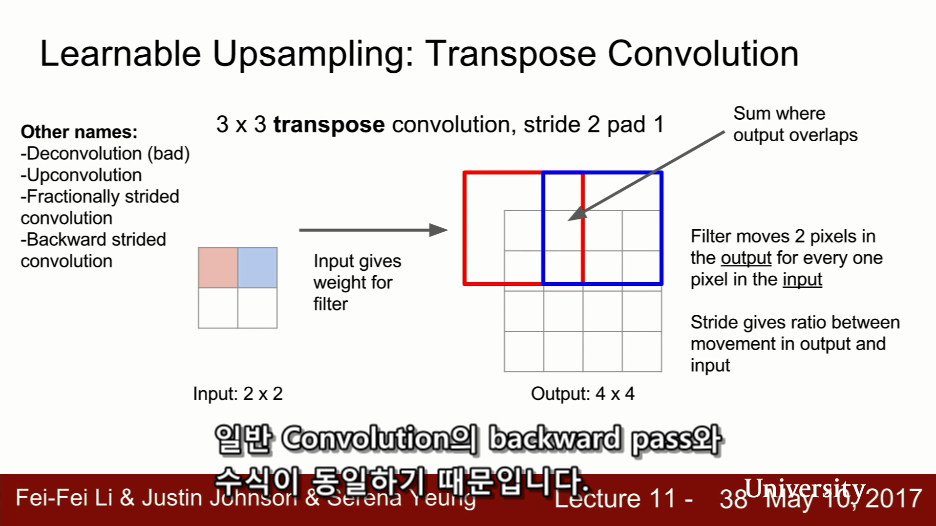 Learnable Upsampling: Transpose Convolution
Other names:
-Deconvolution (bad)
-Upconvolution
-Fractionally strided
convolution
-Backward strided
convolution
3 x 3 transpose convolution, stride 2 pad 1
Sum where
output overlaps
Input gives
weight for
filter
Filter moves 2 pixels in
the output for every one
pixel in the input
Stride gives ratio between
movement in output and
input
Input: 2 x 2
Output: 4 x 4
일반 Convolution의 backward pass와
수식이 동일하기 때문입니다.
Fei-Fei Li & Justin Johnson & Serena Yeung
Lecture 11 - 38 May 10, 2017
University